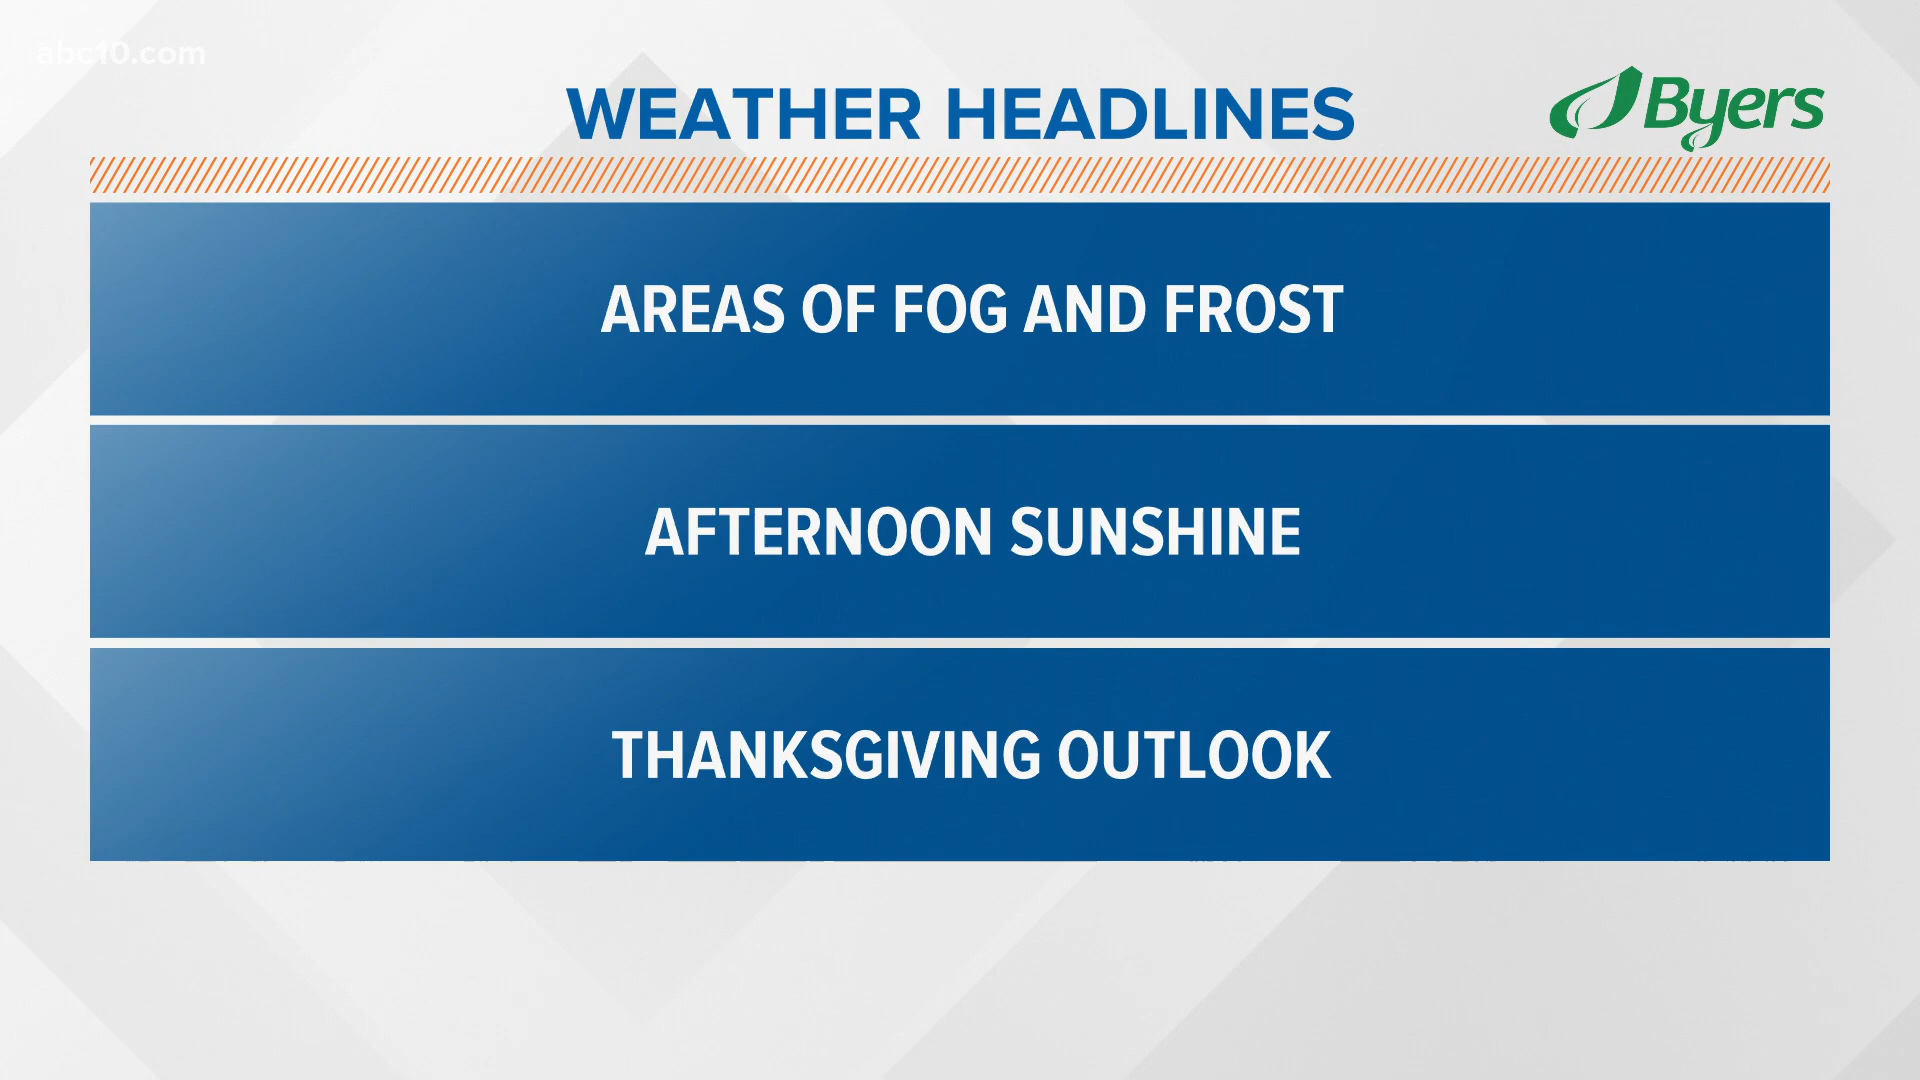 abc10.com
WEATHER HEADLINES
Byers
AREAS OF FOG AND FROST
AFTERNOON SUNSHINE
THANKSGIVING OUTLOOK